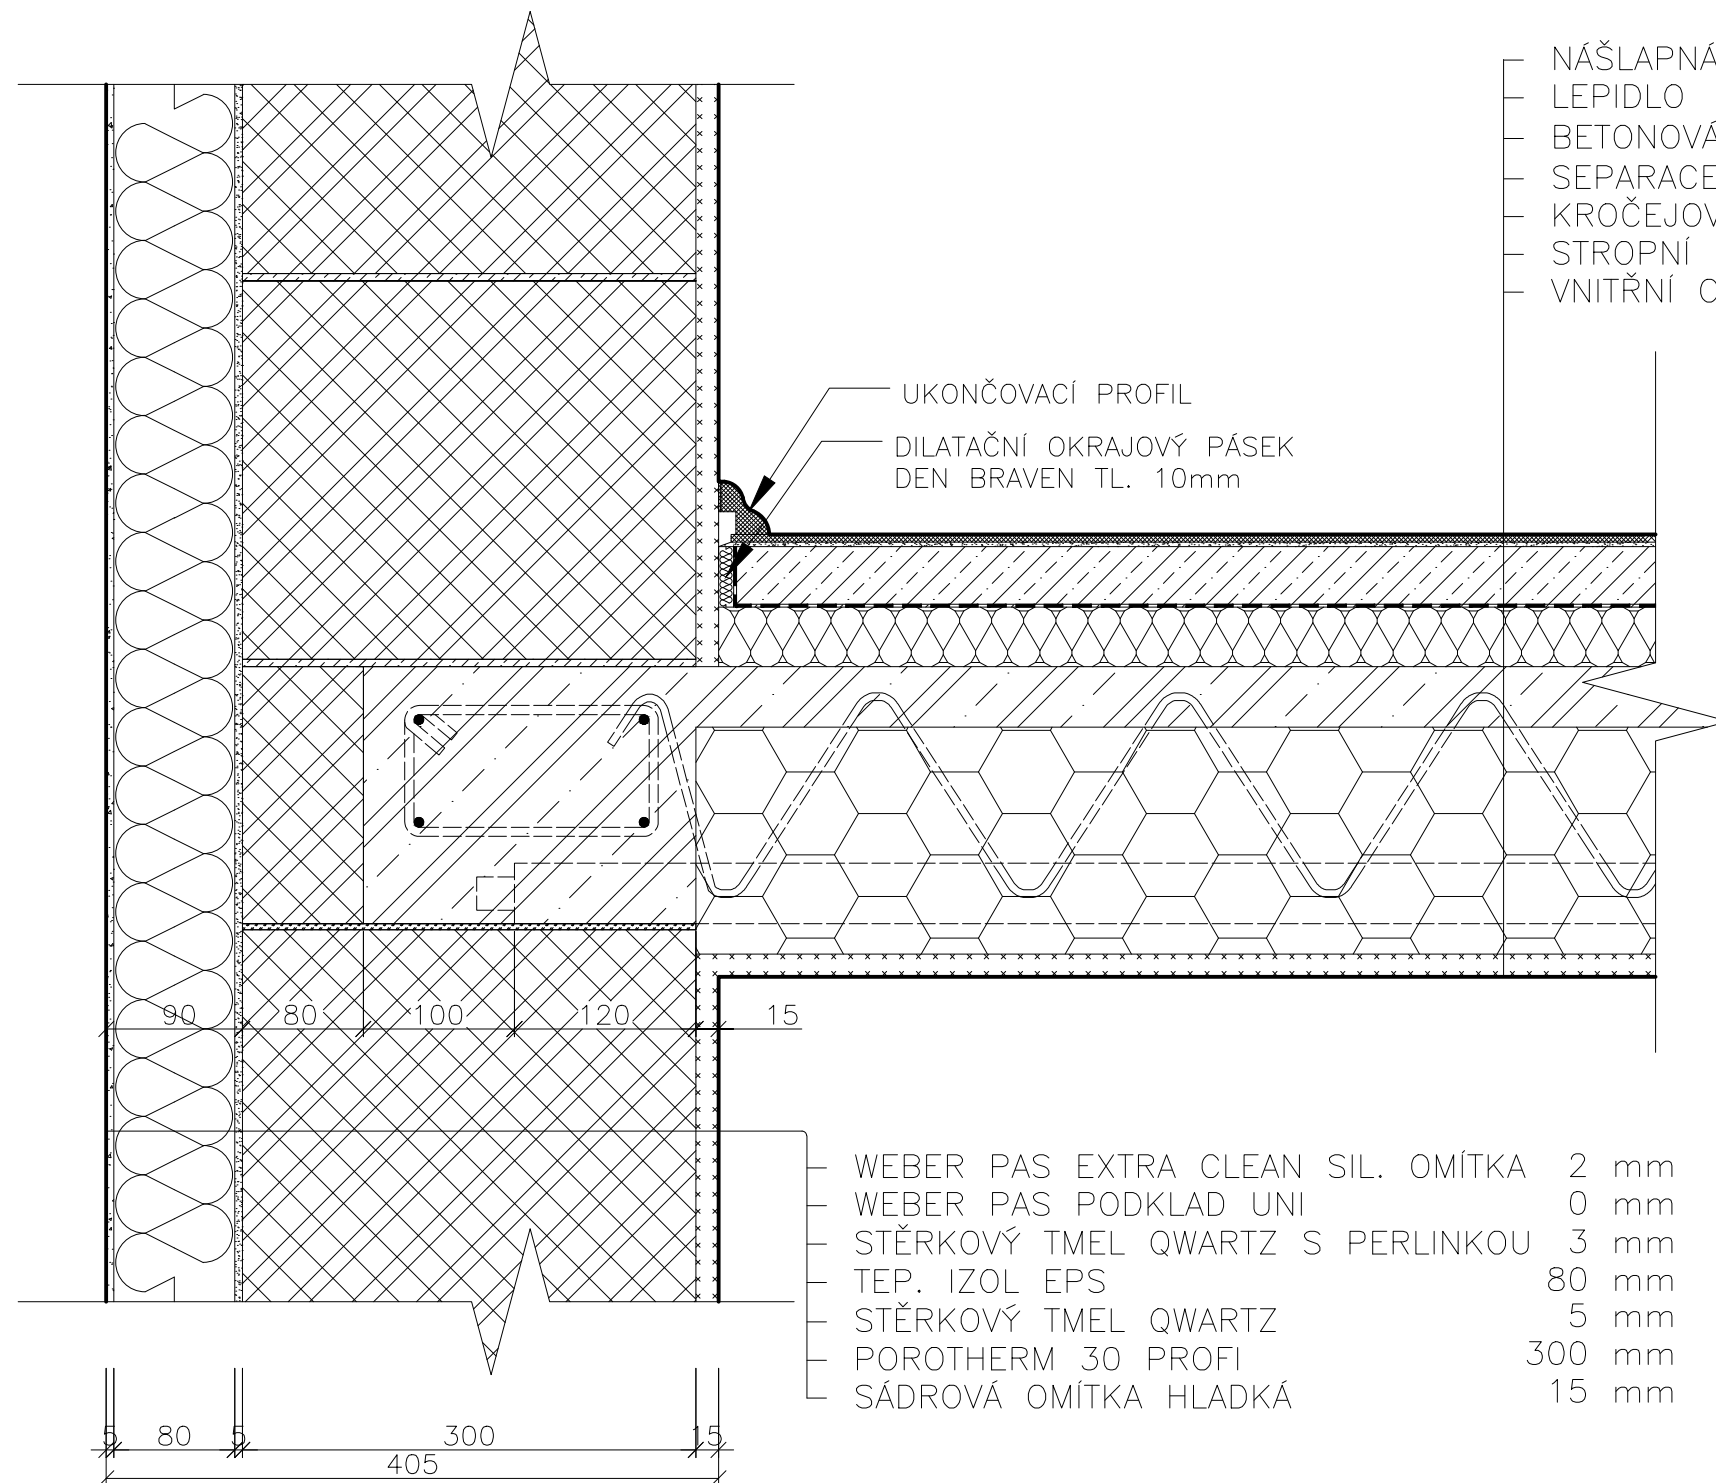 NÁŠLAPNÁ
LEPIDLO
BETONOVÁ
SEPARACE
KROČEJOV
STROPNÍ
VNITŘNÍ
UKONČOVACÍ PROFIL
DILATAČNÍ OKRAJOVÝ PÁSEK
DEN BRAVEN TL. 10mm
90 80 100 120 15
WEBER PAS EXTRA CLEAN SIL. OMÍTKA 2 mm
WEBER PAS PODKLAD UNI 0 mm
STĚRKOVÝ TMEL QWARTZ S PERLINKOU 3 mm
TEP. IZOL EPS 80 mm
STĚRKOVÝ TMEL QWARTZ 5 mm
POROTHERM 30 PROFI 300 mm
SÁDROVÁ OMÍTKA HLADKÁ 15 mm
5 80 5 300 15
405